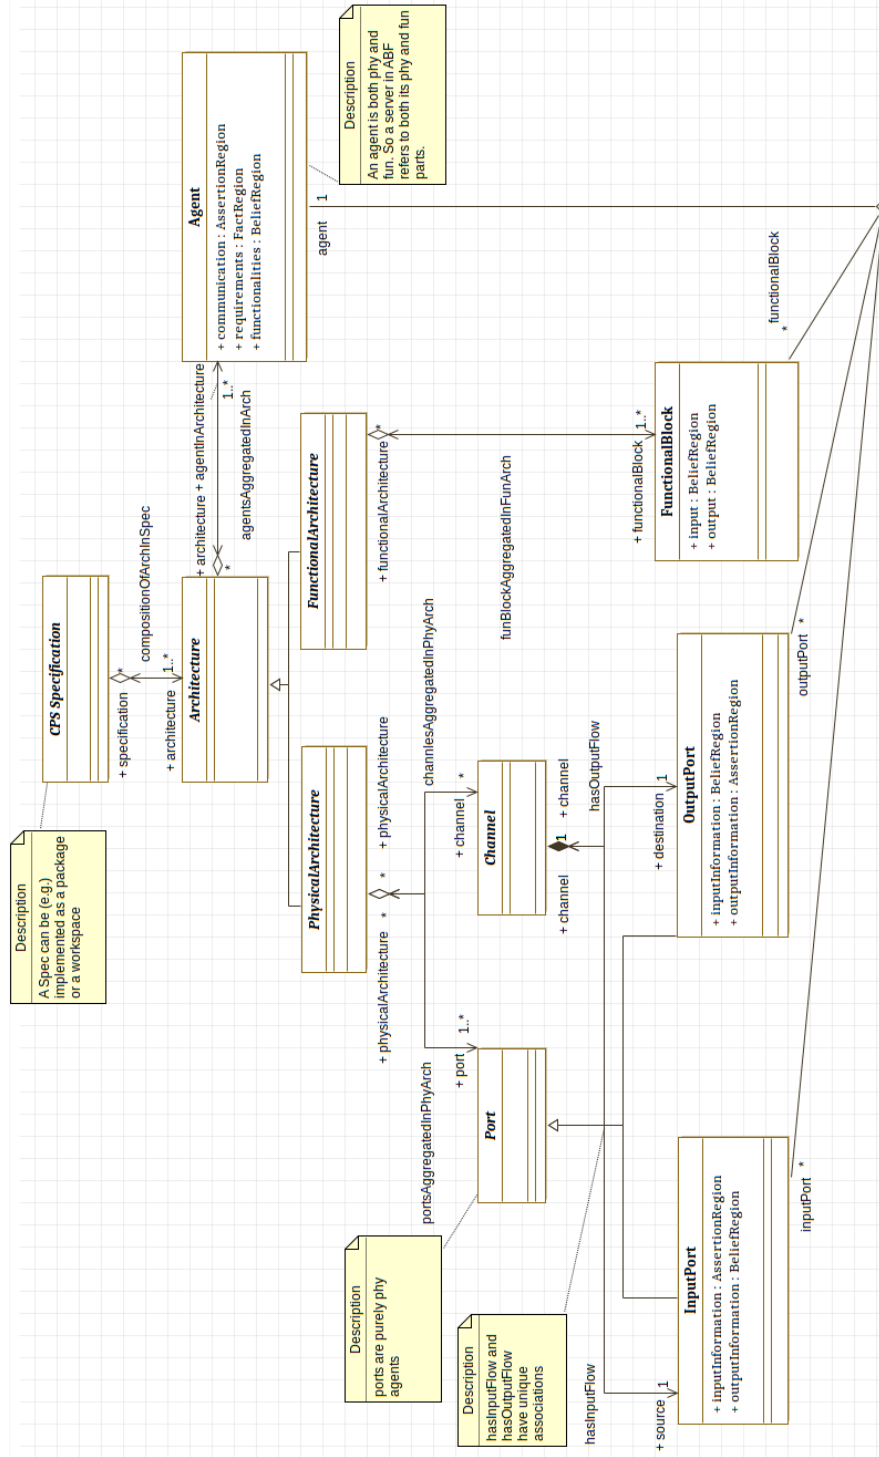 Description
A Spec can be (e.g.)
implemented as a package
or a workspace
CPS Specification
+ specification
*
compositionOfArchInSpec
+ architecture
1..*
Architecture
*
+ architecture
+ agentInArchitecture
1..*
agentsAggregatedInArch
Agent
+ communication : AssertionRegion
+ requirements : FactRegion
+ functionalities : BeliefRegion
agent
1
Description
An agent is both phy and
fun. So a server in ABF
refers to both its phy and fun
parts.
PhysicalArchitecture
FunctionalArchitecture
+ physicalArchitecture
*
*
+ physicalArchitecture
+ functionalArchitecture
*
portsAggregatedInPhyArch
channlesAggregatedInPhyArch
funBlockAggregatedInFunArch
+ port
1..*
+ channel
*
+ functionalBlock
1..*
Description
ports are purely phy
agents
Port
Channel
+ channel
1
+ channel
Description
hasInputFlow and
hasOutputFlow
have unique
associations
hasInputFlow
hasOutputFlow
+ source
1
+ destination
1
InputPort
+ inputInformation : AssertionRegion
+ outputInformation : BeliefRegion
OutputPort
+ inputInformation : BeliefRegion
+ outputInformation : AssertionRegion
FunctionalBlock
+ input : BeliefRegion
+ output : BeliefRegion
inputPort
*
outputPort
*
functionalBlock
*